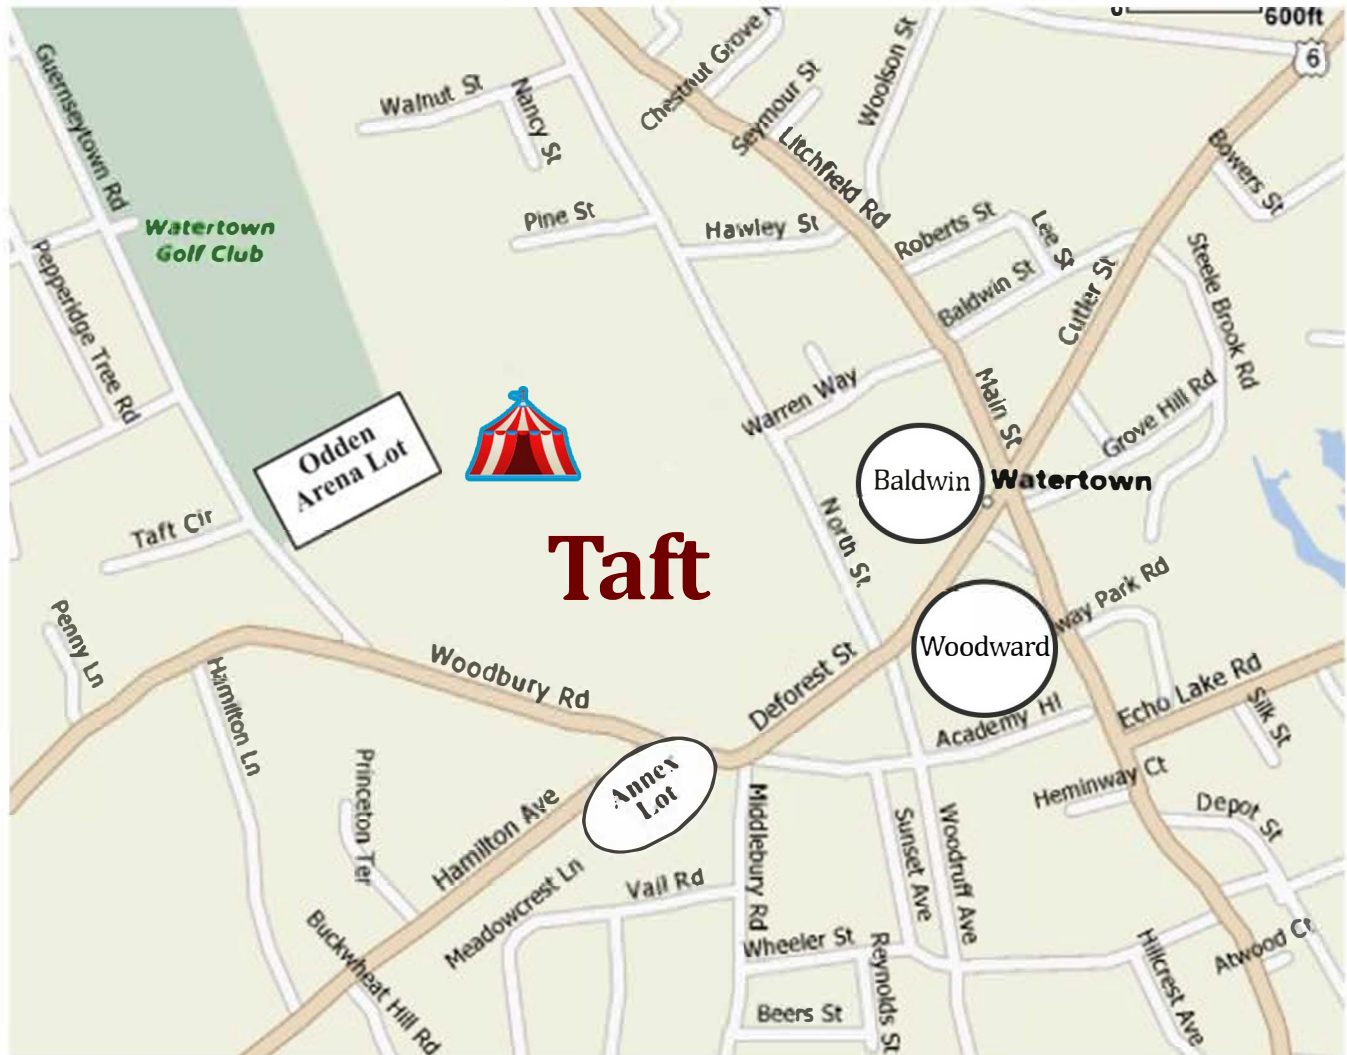 0
600ft
6
Guernseytown Rd
Walnut St
Nancy St
Chestnut Grove
Seymour St
Woolson St
Litchfield Rd
Bowers St
Watertown
Golf Club
Pine St
Hawley St
Roberts St
Lee St
Baldwin St
Cutler St
Steele Brook Rd
Pepperidge Tree Rd
Warren Way
Main St
Grove Hill Rd
Odden
Arena Lot
Baldwin
Watertown
Taft Cir
Taft
North St
Penny Ln
Hamilton Ln
Woodbury Rd
Deforest St
Woodward
way Park Rd
Echo Lake Rd
Silk St
Academy Hl
Annex
Lot
Princeton Ter
Hamilton Ave
Middlebury Rd
Heminway Ct
Depot St
Sunset Ave
Woodruff Ave
Meadowcrest Ln
Vail Rd
Buckwheat Hill Rd
Wheeler St
Reynolds St
Hillcrest Ave
Atwood Ct
Beers St